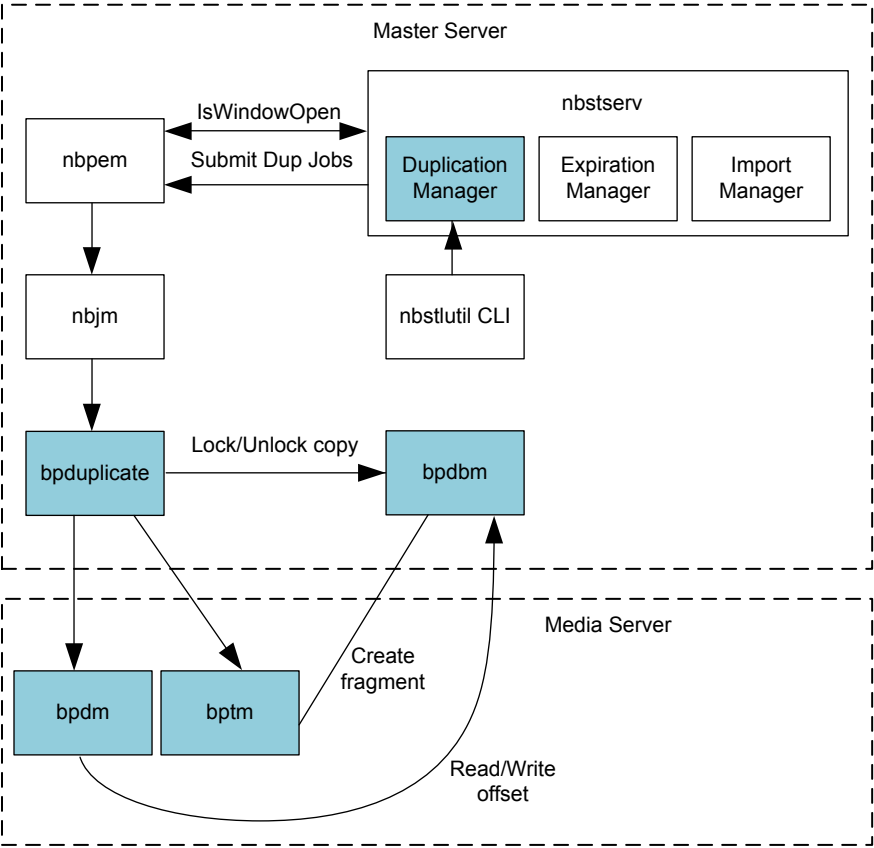 Master Server
nbstserv
IsWindowOpen
nbpem
Submit Dup Jobs
Duplication
Manager
Expiration
Manager
Import
Manager
nbjm
nbstlutil CLI
bpduplicate
Lock/Unlock copy
bpdbm
Media Server
Create
fragment
bpdm
bptm
Read/Write
offset